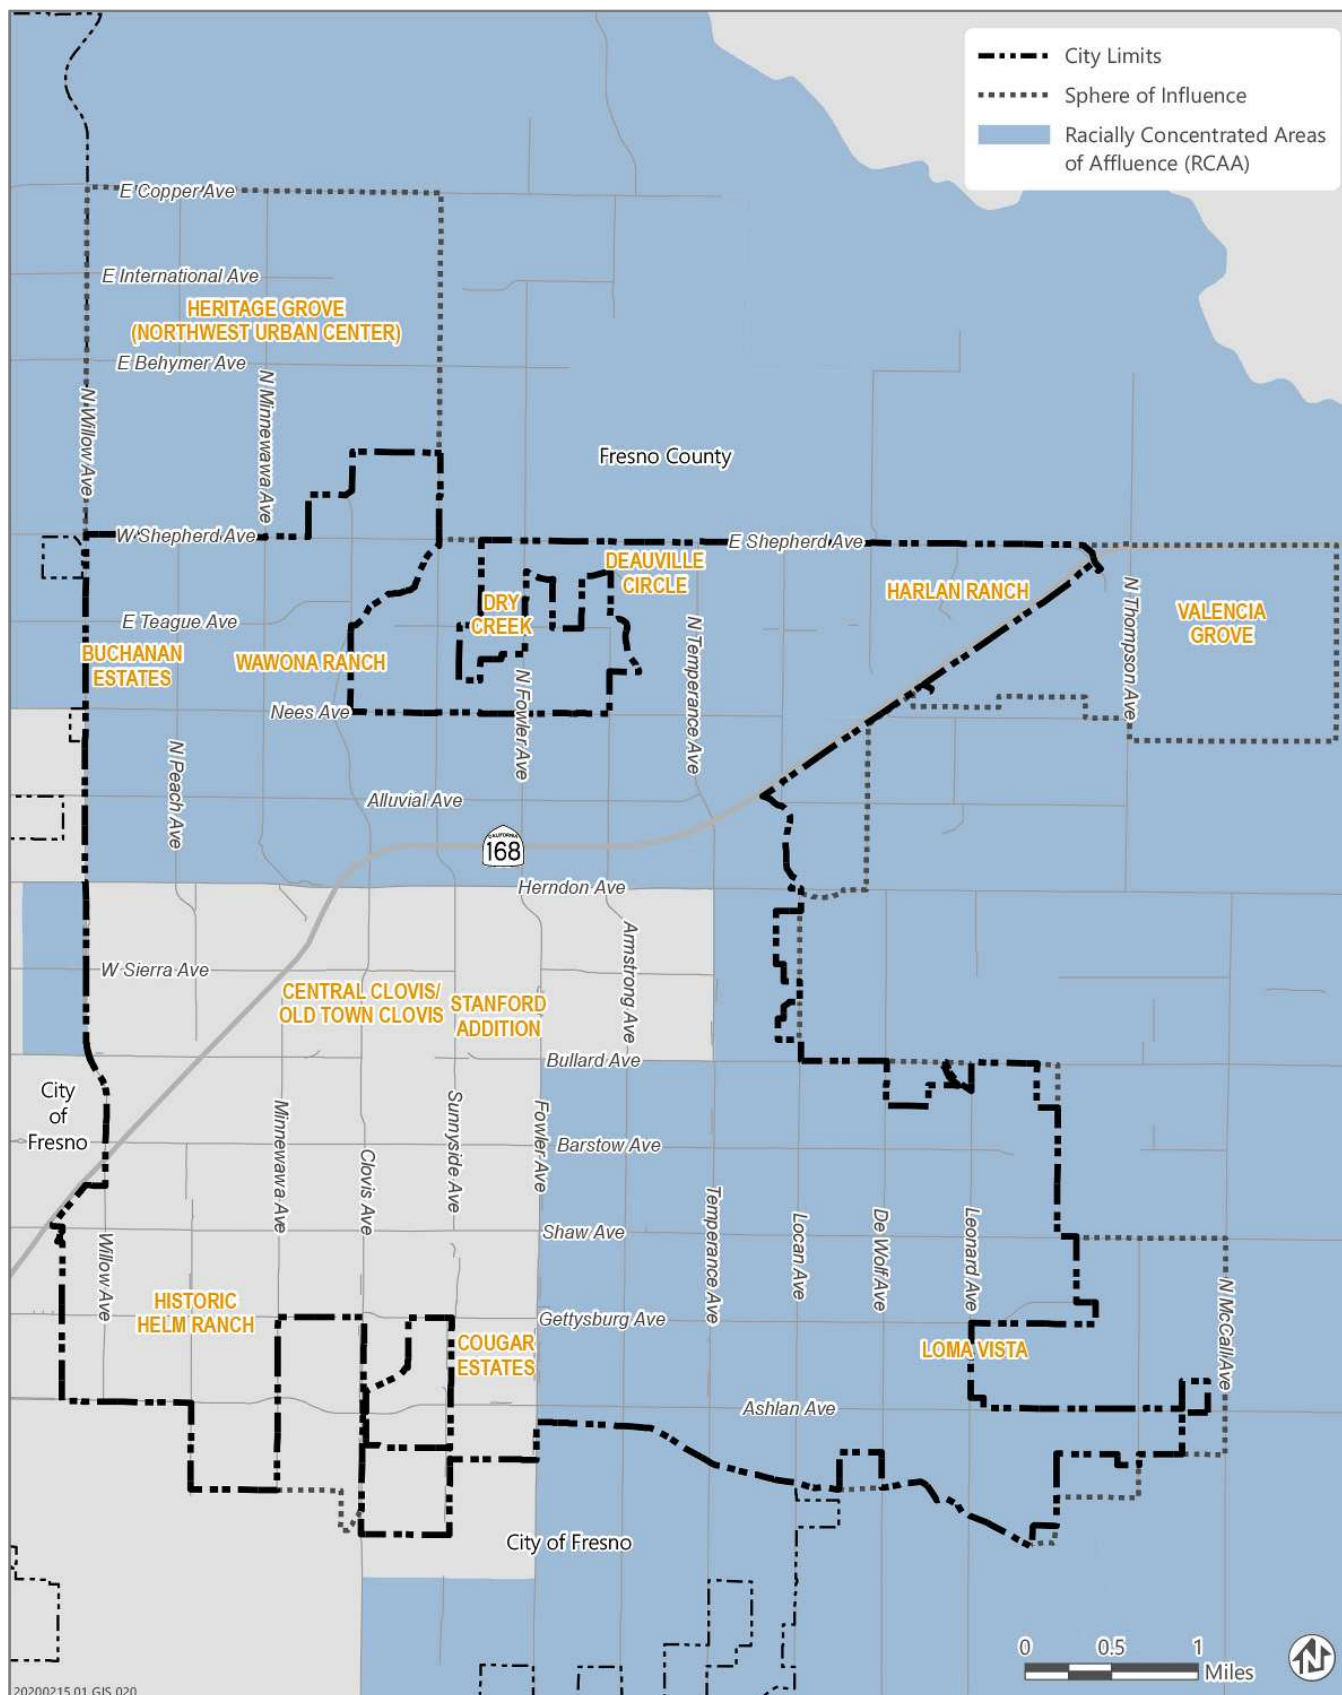 City Limits
Sphere of Influence
Racially Concentrated Areas
of Affluence (RCAA)
E Copper Ave
E International Ave
HERITAGE GROVE
(NORTHWEST URBAN CENTER)
E Behymer Ave
N Willow Ave
N Minnewawa Ave
Fresno County
W Shepherd Ave
E Shepherd Ave
DEAUVILLE
CIRCLE
HARLAN RANCH
N Thompson Ave
VALENCIA
GROVE
DRY
CREEK
E Teague Ave
N Temperance Ave
BUCHANAN
ESTATES
WAWONA RANCH
N Fowler Ave
Nees Ave
N Peach Ave
Alluvial Ave
CALIFORNIA
168
Herndon Ave
Armstrong Ave
W Sierra Ave
CENTRAL CLOVIS/
OLD TOWN CLOVIS
STANFORD
ADDITION
Bullard Ave
City
of
Fresno
Minnewawa Ave
Clovis Ave
Sunnyside Ave
Fowler Ave
Barstow Ave
Temperance Ave
Locan Ave
De Wolf Ave
Leonard Ave
Shaw Ave
Willow Ave
HISTORIC
HELM RANCH
Gettysburg Ave
N McCall Ave
COUGAR
ESTATES
LOMA VISTA
Ashlan Ave
City of Fresno
0 0.5 1
Miles
N
20200215.01 GIS 020